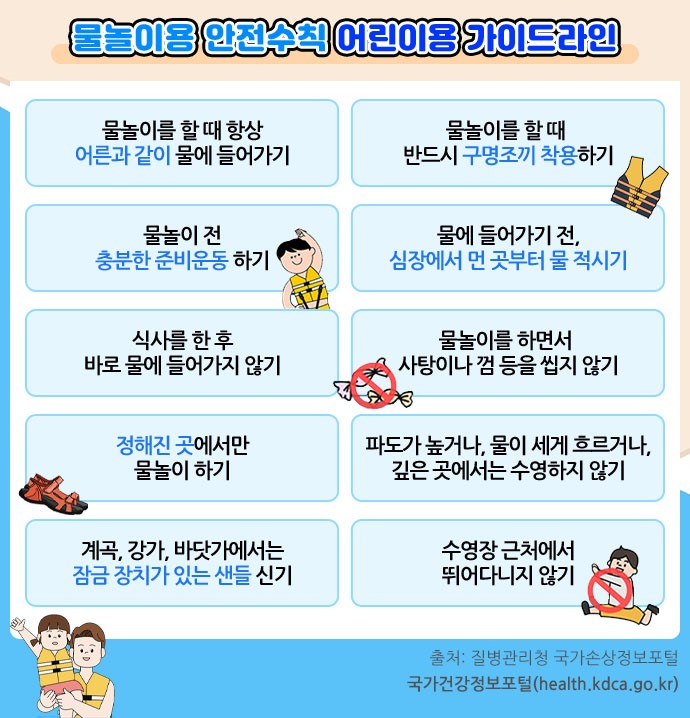 물놀이용 안전수칙 어린이용 가이드라인
물놀이를 할 때 항상
어른과 같이 물에 들어가기
물놀이를 할 때
반드시 구명조끼 착용하기
물놀이 전
충분한 준비운동 하기
물에 들어가기 전,
심장에서 먼 곳부터 물 적시기
식사를 한 후
바로 물에 들어가지 않기
물놀이를 하면서
사탕이나 껌 등을 씹지 않기
정해진 곳에서만
물놀이 하기
파도가 높거나, 물이 세게 흐르거나,
깊은 곳에서는 수영하지 않기
계곡, 강가, 바닷가에서는
잠금 장치가 있는 샌들 신기
수영장 근처에서
뛰어다니지 않기
출처: 질병관리청 국가손상정보포털
국가건강정보포털(health.kdca.go.kr)